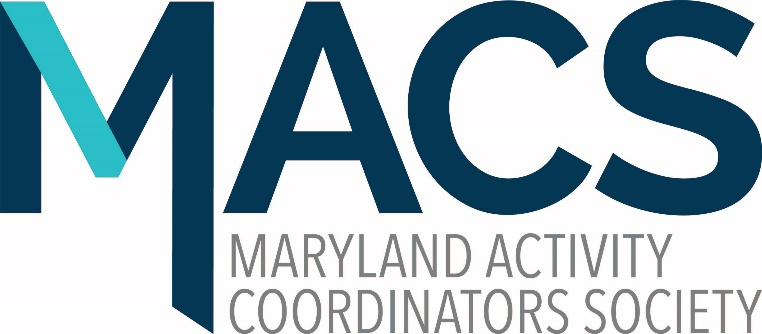 MACS
MARYLAND ACTIVITY
COORDINATORS SOCIETY